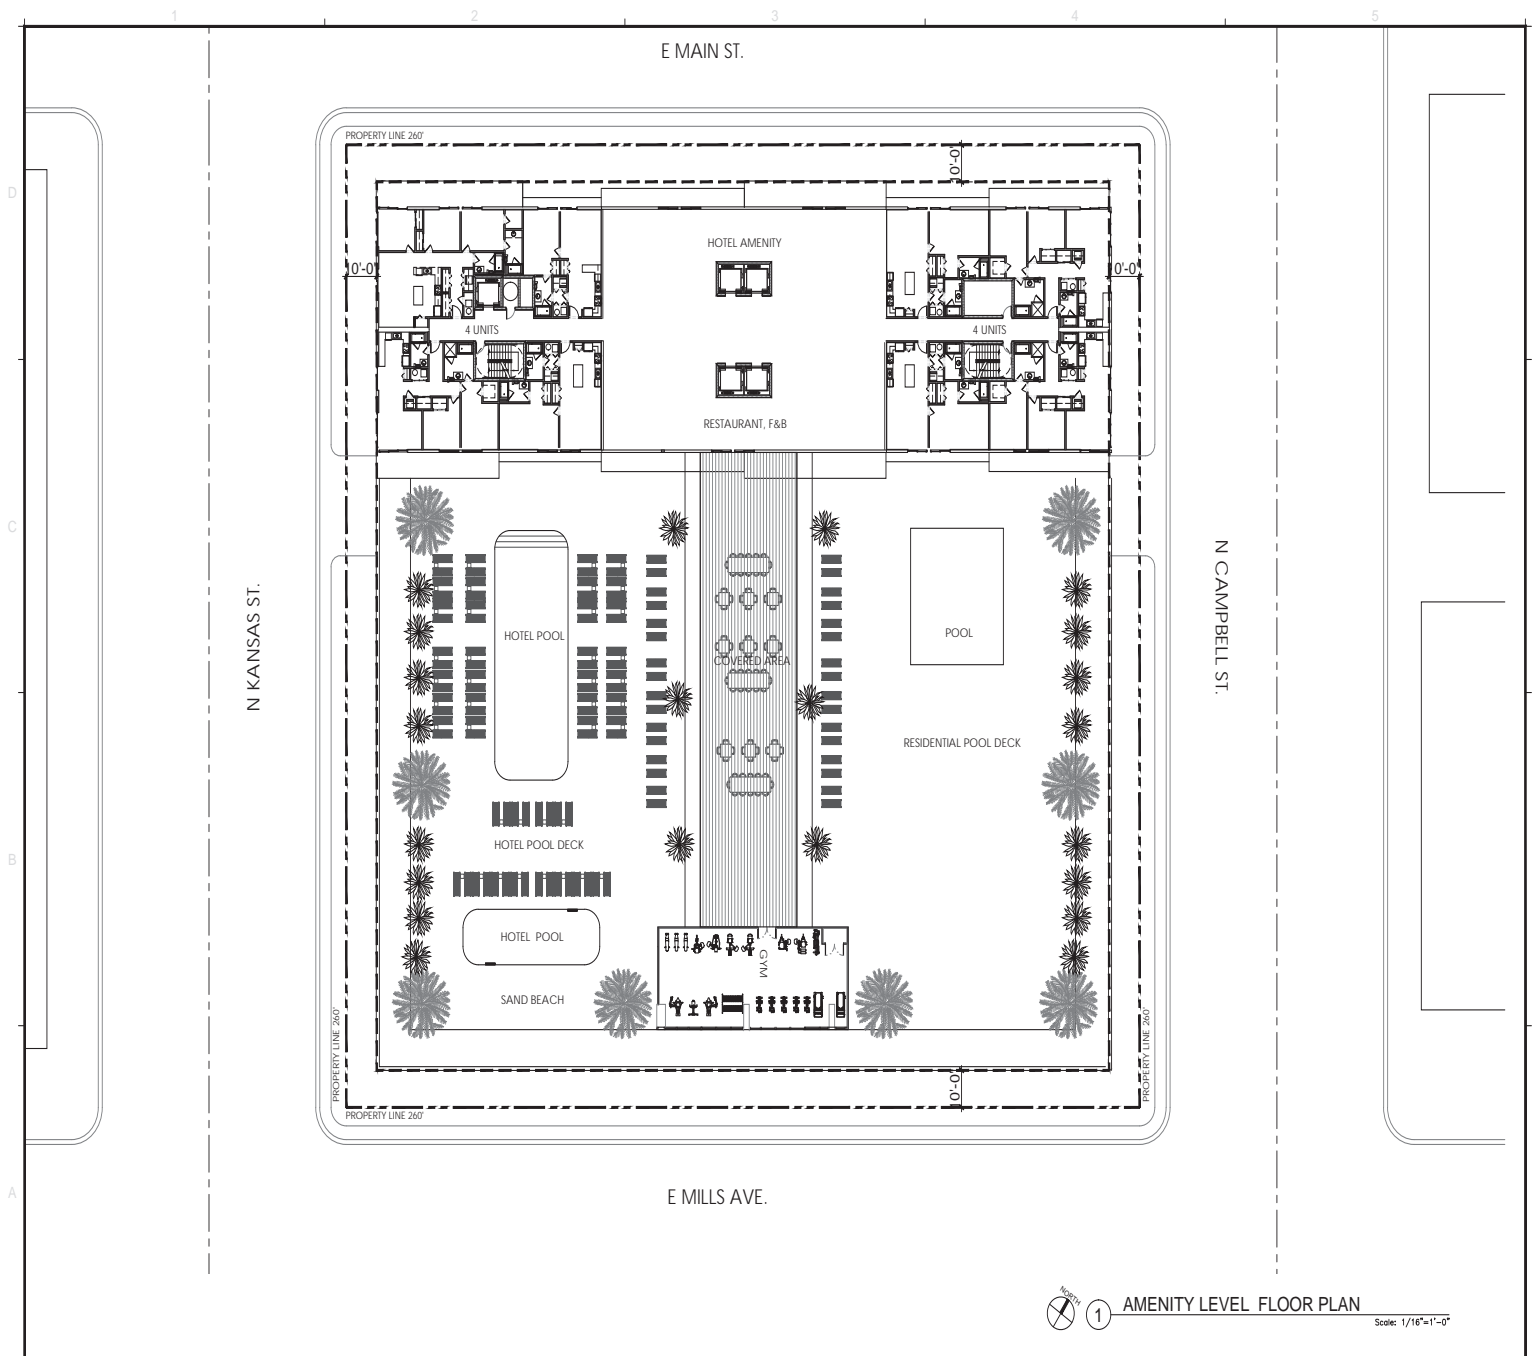 1 2 3 4 5
E MAIN ST.
PROPERTY LINE 260'
10'-0"
D
HOTEL AMENITY
0'-0"
0'-0"
4 UNITS
4 UNITS
RESTAURANT, F&B
C
N KANSAS ST.
N CAMPBELL ST.
HOTEL POOL
POOL
COVERED AREA
RESIDENTIAL POOL DECK
HOTEL POOL DECK
B
HOTEL POOL
GYM
SAND BEACH
PROPERTY LINE 260'
PROPERTY LINE 260'
10'-0"
PROPERTY LINE 260'
A
E MILLS AVE.
NORTH
1
AMENITY LEVEL FLOOR PLAN
Scale: 1/16"=1'-0"